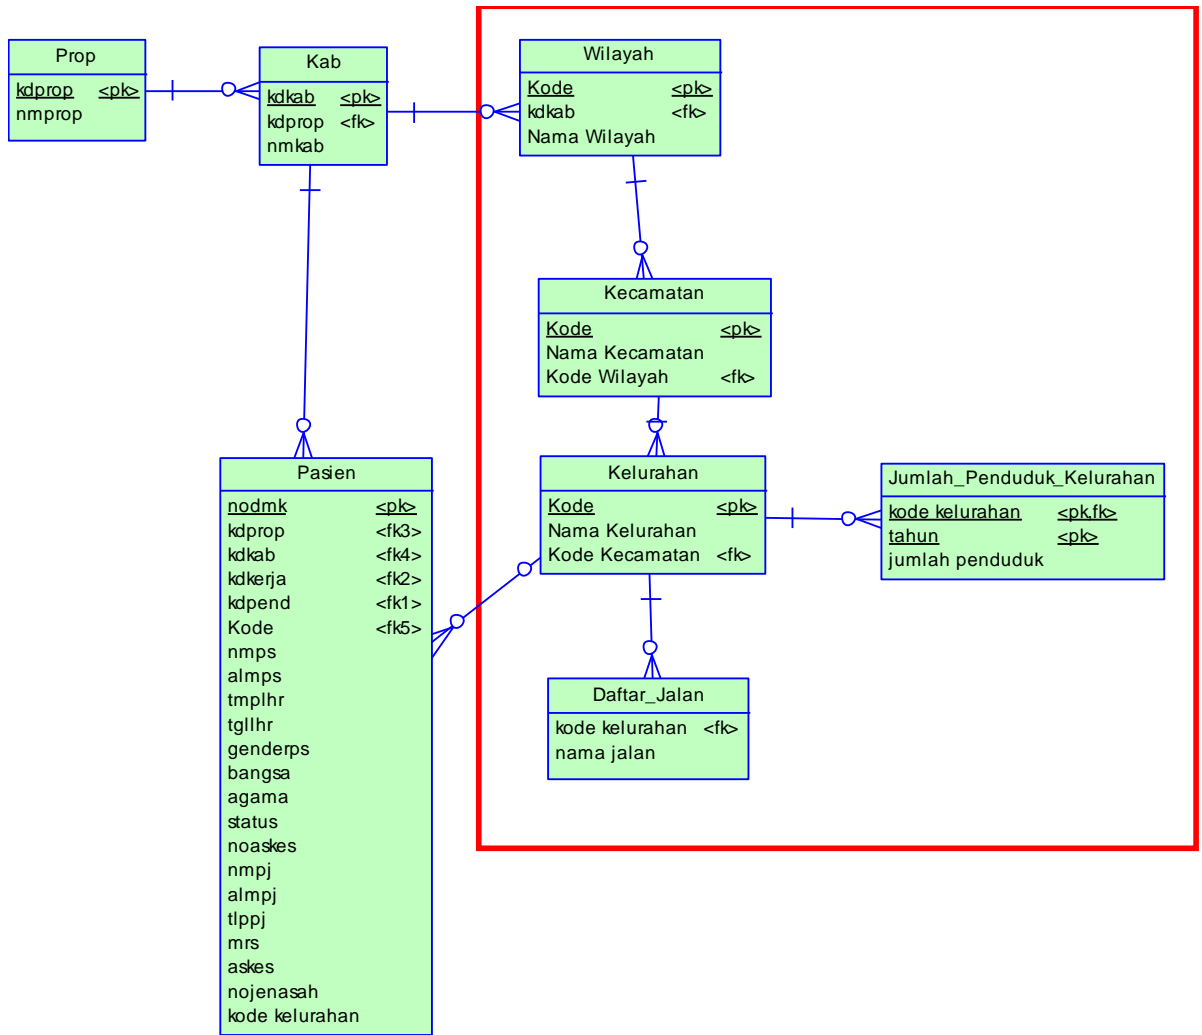 Prop
kdprop <pk>
nmprop
Kab
kdkab <pk>
kdprop <fk>
nmkab
Wilayah
Kode <pk>
kdkab <fk>
Nama Wilayah
Kecamatan
Kode <pk>
Nama Kecamatan
Kode Wilayah <fk>
Pasien
nodmk <pk>
kdprop <fk3>
kdkab <fk4>
kdkerja <fk2>
kdpend <fk1>
Kode <fk5>
nmps
almps
tmplhr
tgllhr
genderps
bangsa
agama
status
noaskes
nmpj
almpj
tlppj
mrs
askes
nojenasah
kode kelurahan
Kelurahan
Kode <pk>
Nama Kelurahan
Kode Kecamatan <fk>
Jumlah_Penduduk_Kelurahan
kode kelurahan <pk,fk>
tahun <pk>
jumlah penduduk
Daftar_Jalan
kode kelurahan <fk>
nama jalan